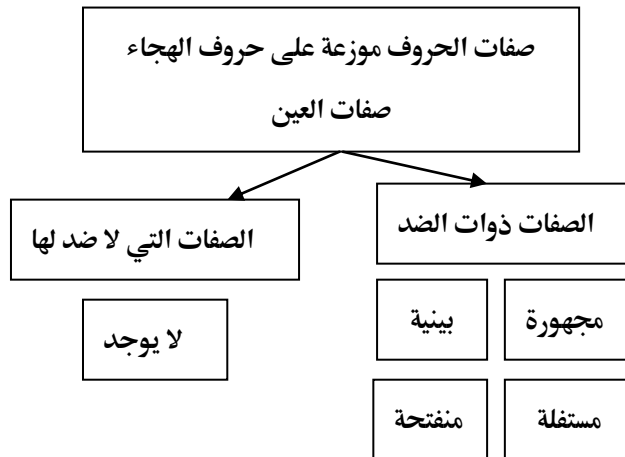 صفات الحروف موزعة على حروف الهجاء
صفات العين
الصفات ذوات الضد
الصفات التي لا ضد لها
مجهورة
بينية
لا يوجد
مستفلة
منفتحة